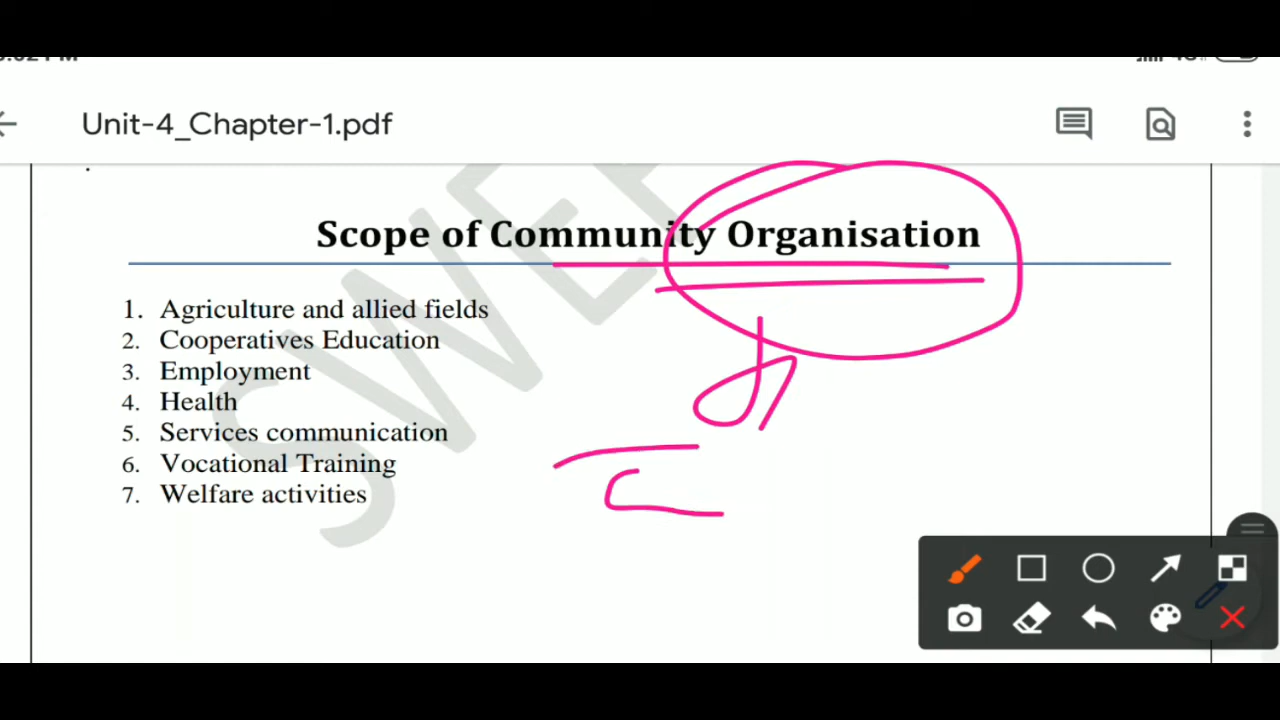 Unit-4_Chapter-1.pdf
Scope of Community Organisation
1. Agriculture and allied fields
2. Cooperatives Education
3. Employment
4. Health
5. Services communication
6. Vocational Training
7. Welfare activities